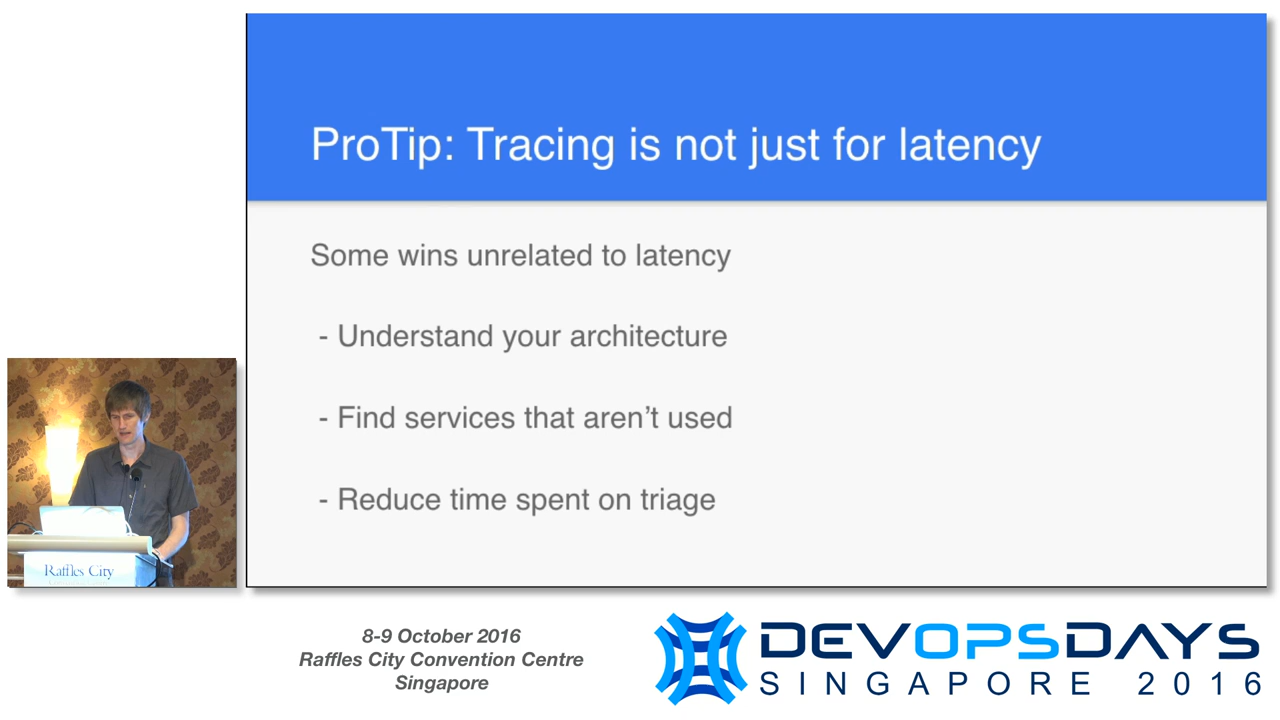 ProTip: Tracing is not just for latency
Some wins unrelated to latency
- Understand your architecture
- Find services that aren’t used
- Reduce time spent on triage
Raffles City
8-9 October 2016
Raffles City Convention Centre
Singapore
DEVOPSDAYS
SINGAPORE 2016